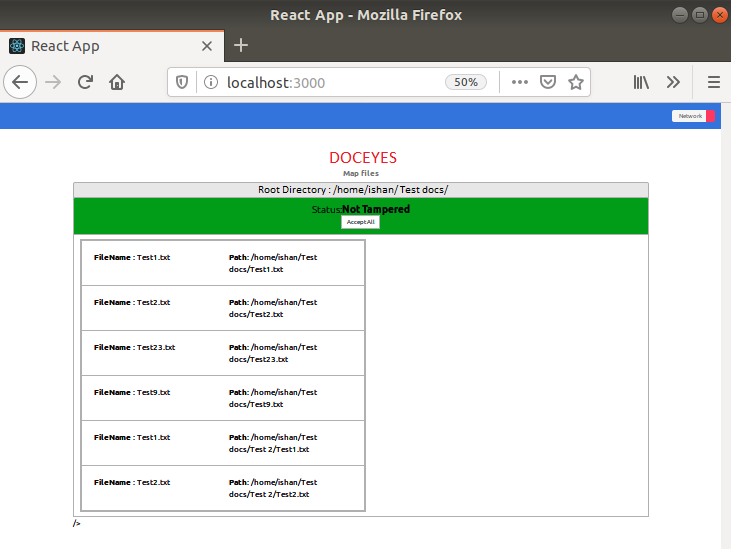 React App - Mozilla Firefox
React App
localhost:3000
50%
Network
DOCEYES
Map files
Root Directory : /home/ishan/ Test docs/
Status:Not Tampered
Accept All
FileName : Test1.txt
Path: /home/ishan/Test
docs/Test1.txt
FileName : Test2.txt
Path: /home/ishan/Test
docs/Test2.txt
FileName : Test23.txt
Path: /home/ishan/Test
docs/Test23.txt
FileName : Test9.txt
Path: /home/ishan/Test
docs/Test9.txt
FileName : Test1.txt
Path: /home/ishan/Test
docs/Test 2/Test1.txt
FileName : Test2.txt
Path: /home/ishan/Test
docs/Test 2/Test2.txt
/>